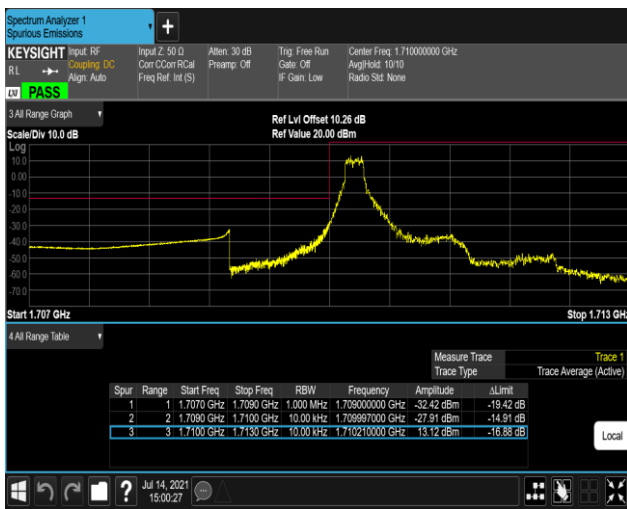 Spectrum Analyzer 1
Spurious Emissions
+
KEYSIGHT Input: RF Input Z: 50 Ω Atten: 30 dB Trig: Free Run Center Freq: 1.710000000 GHz
RL Coupling: DC Corr CCorr RCal Preamp: Off Gate: Off Avg|Hold: 10/10
Align: Auto Freq Ref: Int (S) IF Gain: Low Radio Std: None
LXI PASS
3 All Range Graph
Ref Lvl Offset 10.26 dB
Scale/Div 10.0 dB Ref Value 20.00 dBm
Log
10.0
0.00
-10.0
-20.0
-30.0
-40.0
-50.0
-60.0
-70.0
Start 1.707 GHz Stop 1.713 GHz
4 All Range Table
Measure Trace Trace 1
Trace Type Trace Average (Active)
Spur Range Start Freq Stop Freq RBW Frequency Amplitude ΔLimit
1 1 1.7070 GHz 1.7090 GHz 1.000 MHz 1.709000000 GHz -32.42 dBm -19.42 dB
2 2 1.7090 GHz 1.7100 GHz 10.00 kHz 1.709997000 GHz -27.91 dBm -14.91 dB
3 3 1.7100 GHz 1.7130 GHz 10.00 kHz 1.710210000 GHz 13.12 dBm -16.88 dB
Local
? Jul 14, 2021
15:00:27